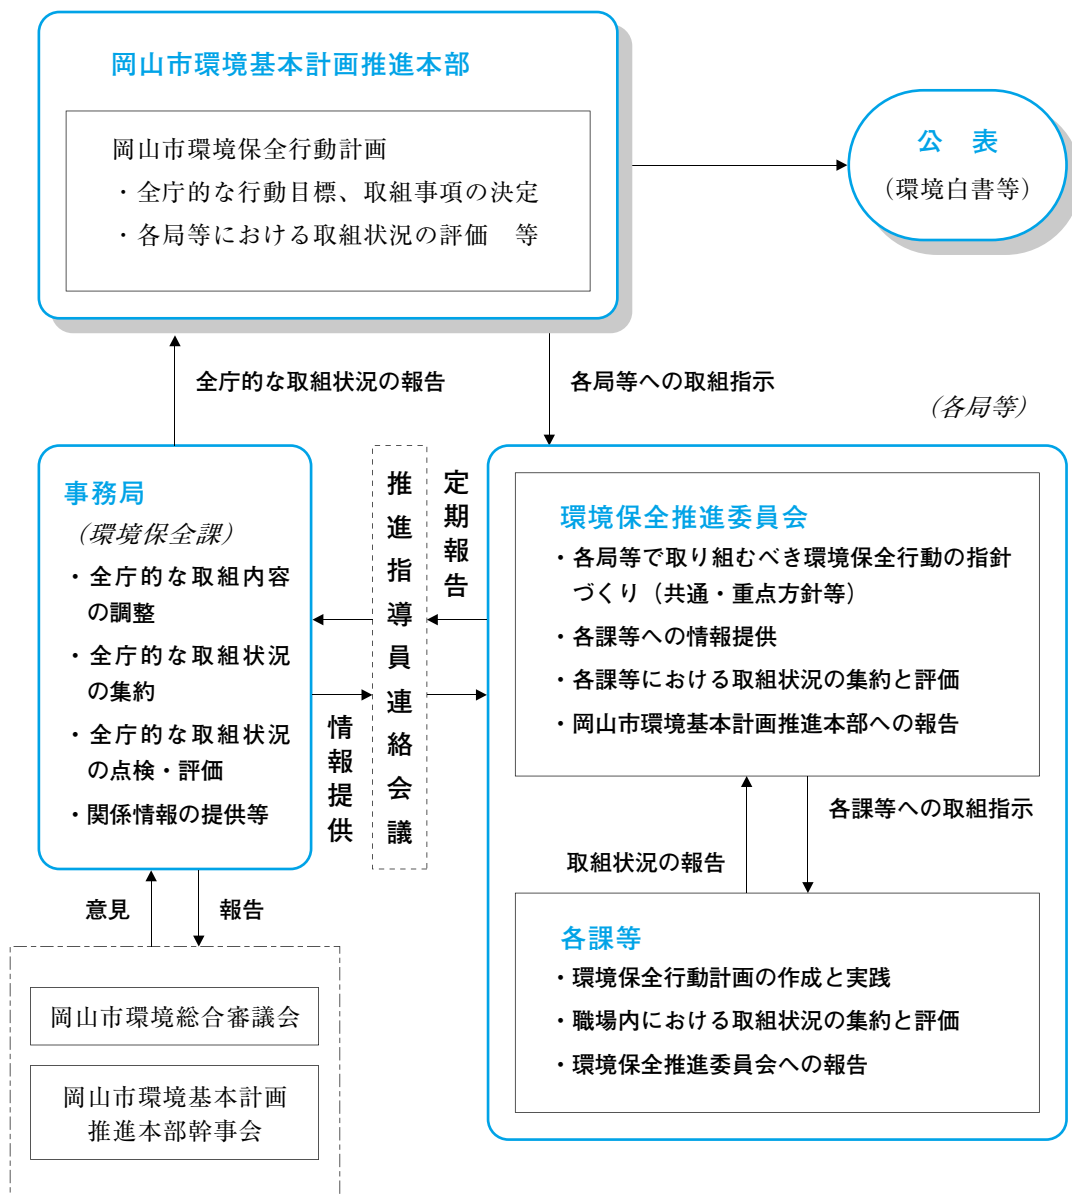 岡山市環境基本計画推進本部
岡山市環境保全行動計画
・全庁的な行動目標、取組事項の決定
・各局等における取組状況の評価　等
公　表
（環境白書等）
全庁的な取組状況の報告
各局等への取組指示
（各局等）
事務局
（環境保全課）
・全庁的な取組内容
の調整
・全庁的な取組状況
の集約
・全庁的な取組状況
の点検・評価
・関係情報の提供等
情報提供
推進指導員連絡会議
定期報告
環境保全推進委員会
・各局等で取り組むべき環境保全行動の指針
づくり（共通・重点方針等）
・各課等への情報提供
・各課等における取組状況の集約と評価
・岡山市環境基本計画推進本部への報告
各課等への取組指示
取組状況の報告
各課等
・環境保全行動計画の作成と実践
・職場内における取組状況の集約と評価
・環境保全推進委員会への報告
意見
報告
岡山市環境総合審議会
岡山市環境基本計画
推進本部幹事会